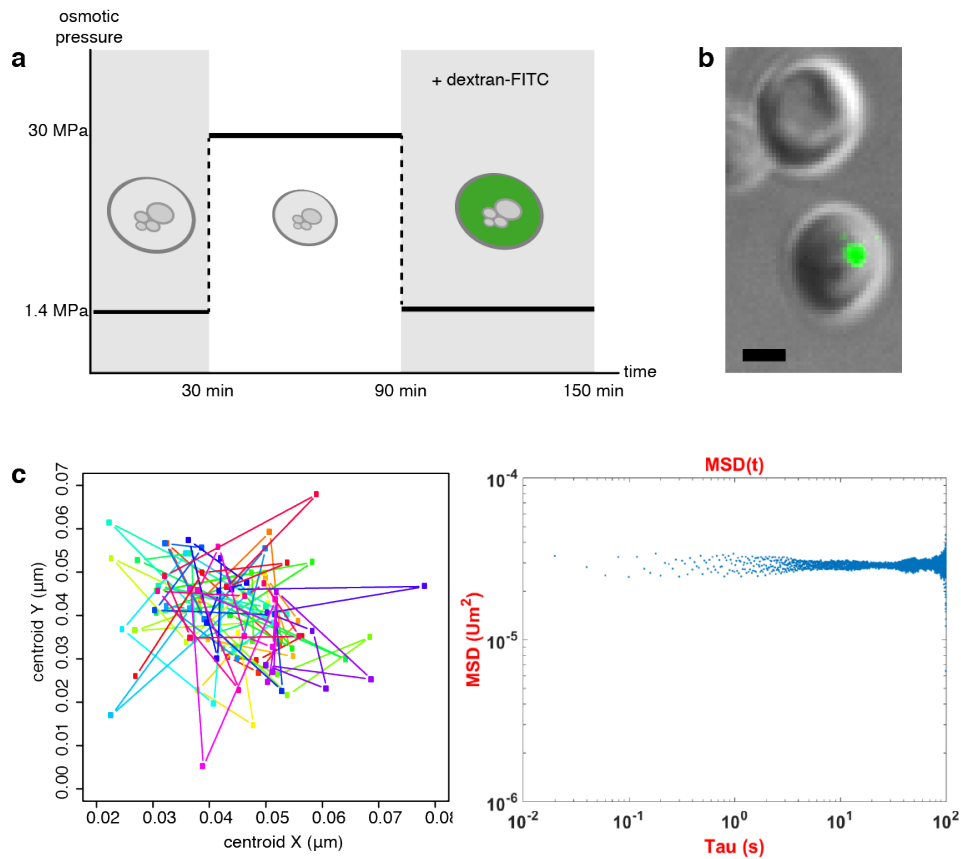 osmotic
pressure
a
b
+ dextran-FITC
30 MPa
1.4 MPa
time
30 min
90 min
150 min
c
MSD(t)
0.07
0.06
0.05
0.04
0.03
0.02
0.01
0.00
centroid Y (µm)
0.02 0.03 0.04 0.05 0.06 0.07 0.08
centroid X (µm)
10-4
10-5
10-6
MSD (Um2)
10-2 10-1 100 101 102
Tau (s)